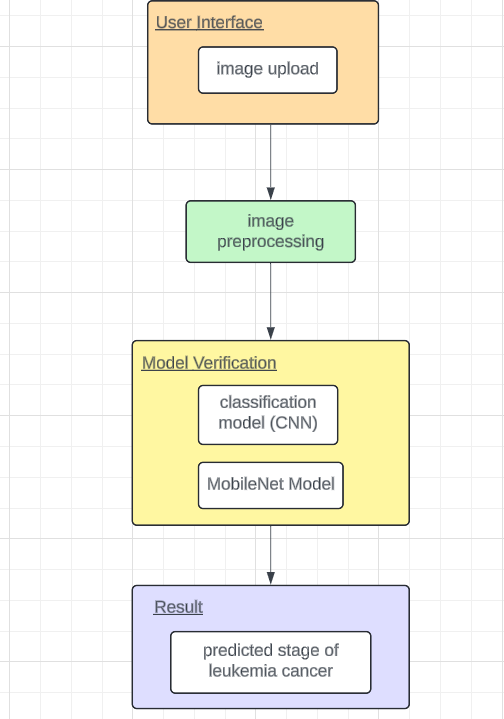 User Interface
image upload
image
preprocessing
Model Verification
classification
model (CNN)
MobileNet Model
Result
predicted stage of
leukemia cancer